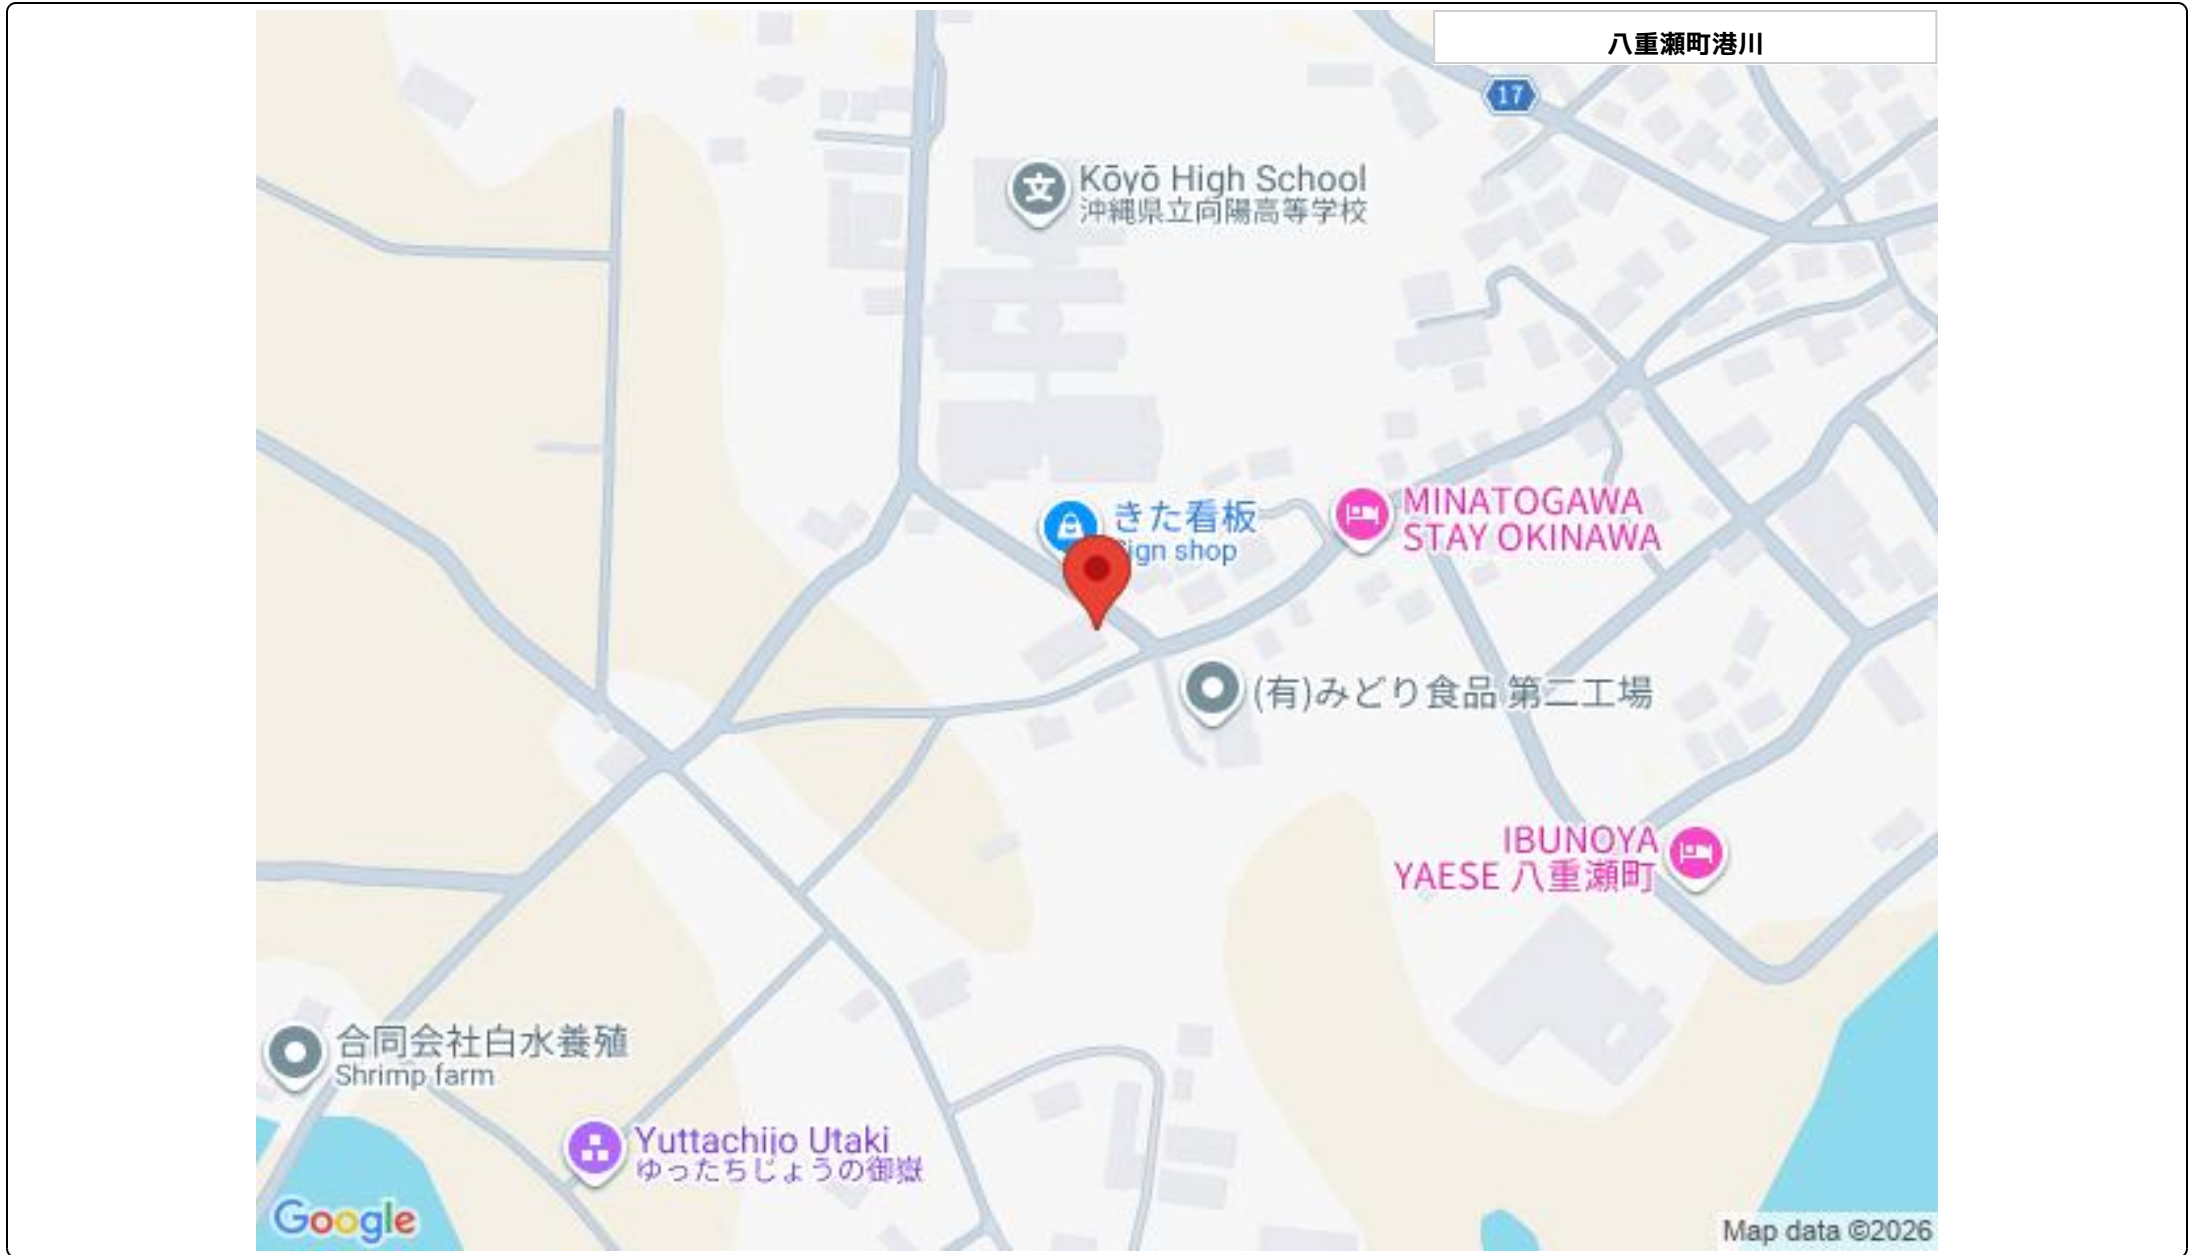 八重瀬町港川
17
Kōyō High School
沖縄県立向陽高等学校
きた看板
Sign shop
MINATOGAWA
STAY OKINAWA
(有)みどり食品 第二工場
IBUNOYA
YAESE 八重瀬町
合同会社白水養殖
Shrimp farm
Yuttachijo Utaki
ゆったちじょうの御嶽
Google
Map data ©2026